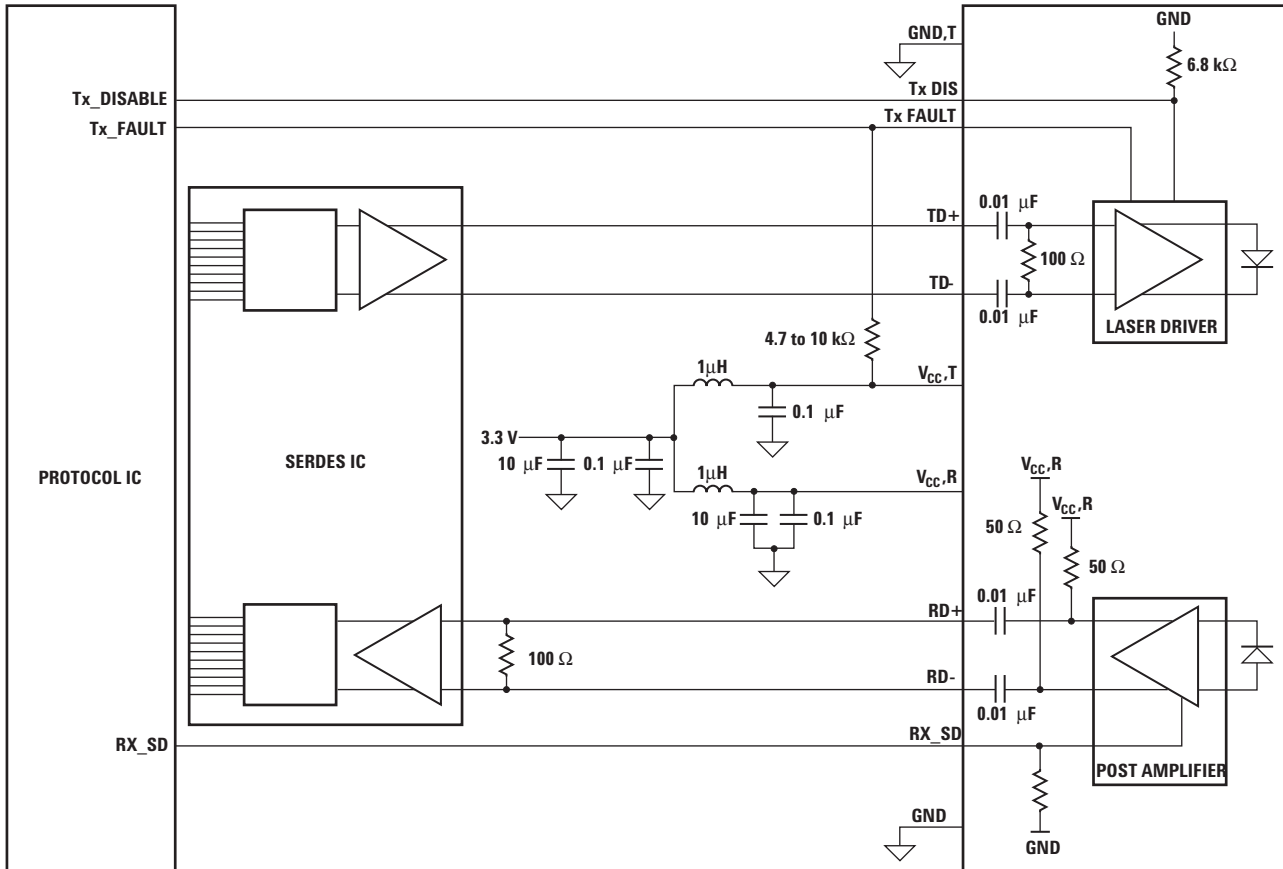 GND
GND,T
6.8 kΩ
Tx_DISABLE
Tx DIS
Tx_FAULT
Tx FAULT
0.01 μF
TD+
100 Ω
TD-
0.01 μF
LASER DRIVER
4.7 to 10 kΩ
1μH
VCC,T
0.1 μF
3.3 V
10 μF
0.1 μF
SERDES IC
PROTOCOL IC
1μH
VCC,R
10 μF
0.1 μF
VCC,R
VCC,R
50 Ω
50 Ω
0.01 μF
RD+
100 Ω
RD-
0.01 μF
RX_SD
RX_SD
POST AMPLIFIER
GND
GND